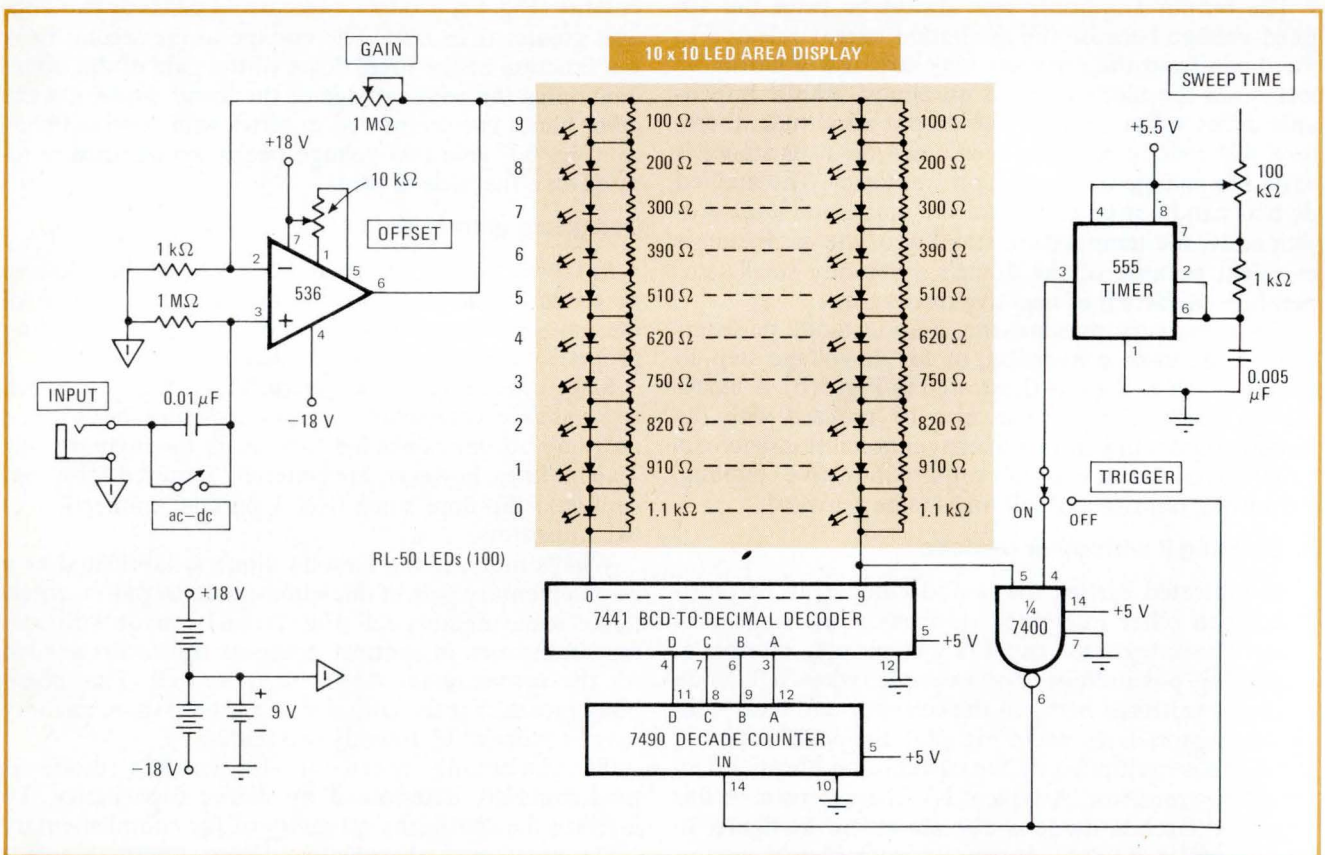 GAIN
1 MΩ
+18 V
10 kΩ
OFFSET
7
1
5
1 kΩ
2
−
536
6
1 MΩ
3
+
4
−18 V
INPUT
0.01 μF
ac–dc
+18 V
9 V
+
−
−18 V
10 x 10 LED AREA DISPLAY
9 100 Ω 100 Ω
8 200 Ω 200 Ω
7 300 Ω 300 Ω
6 390 Ω 390 Ω
5 510 Ω 510 Ω
4 620 Ω 620 Ω
3 750 Ω 750 Ω
2 820 Ω 820 Ω
1 910 Ω 910 Ω
0 1.1 kΩ 1.1 kΩ
RL-50 LEDs (100)
0 9
7441 BCD-TO-DECIMAL DECODER
D C B A
5
+5 V
4 7 6 3
12
11 8 9 12
D C B A
7490 DECADE COUNTER
5
+5 V
IN
14
10
SWEEP TIME
+5.5 V
100
kΩ
4 8
7
3
555
TIMER
2
6
1 kΩ
1
0.005
μF
TRIGGER
ON
OFF
5 4
14
+5 V
¼
7400
7
6